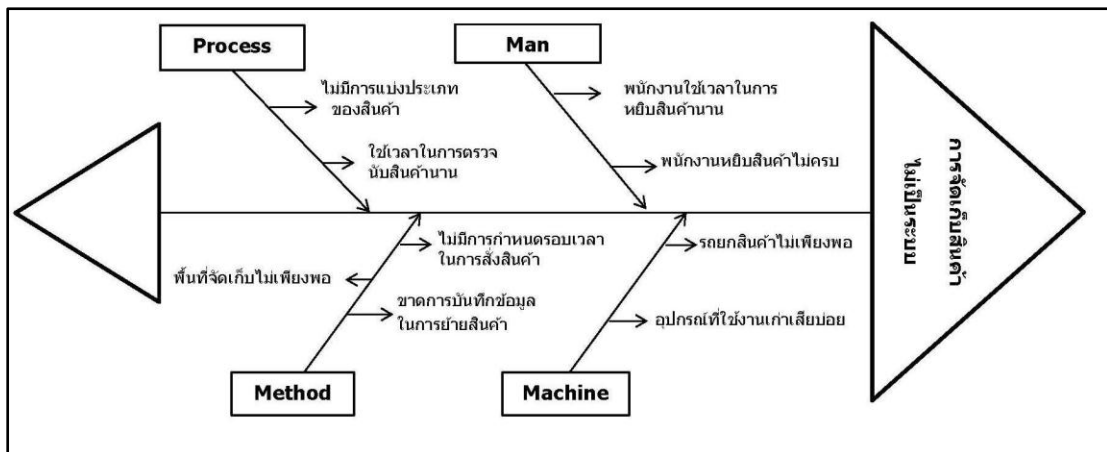 Process
Man
ไม่มีการแบ่งประเภท
ของสินค้า
ใช้เวลาในการตรวจ
นับสินค้านาน
พนักงานใช้เวลาในการ
หยิบสินค้านาน
พนักงานหยิบสินค้าไม่ครบ
การจัดเก็บสินค้า
ไม่เป็นระบบ
ไม่มีการกำหนดรอบเวลา
ในการสั่งสินค้า
พื้นที่จัดเก็บไม่เพียงพอ
ขาดการบันทึกข้อมูล
ในการย้ายสินค้า
รถยกสินค้าไม่เพียงพอ
อุปกรณ์ที่ใช้งานเก่าเสียบ่อย
Method
Machine